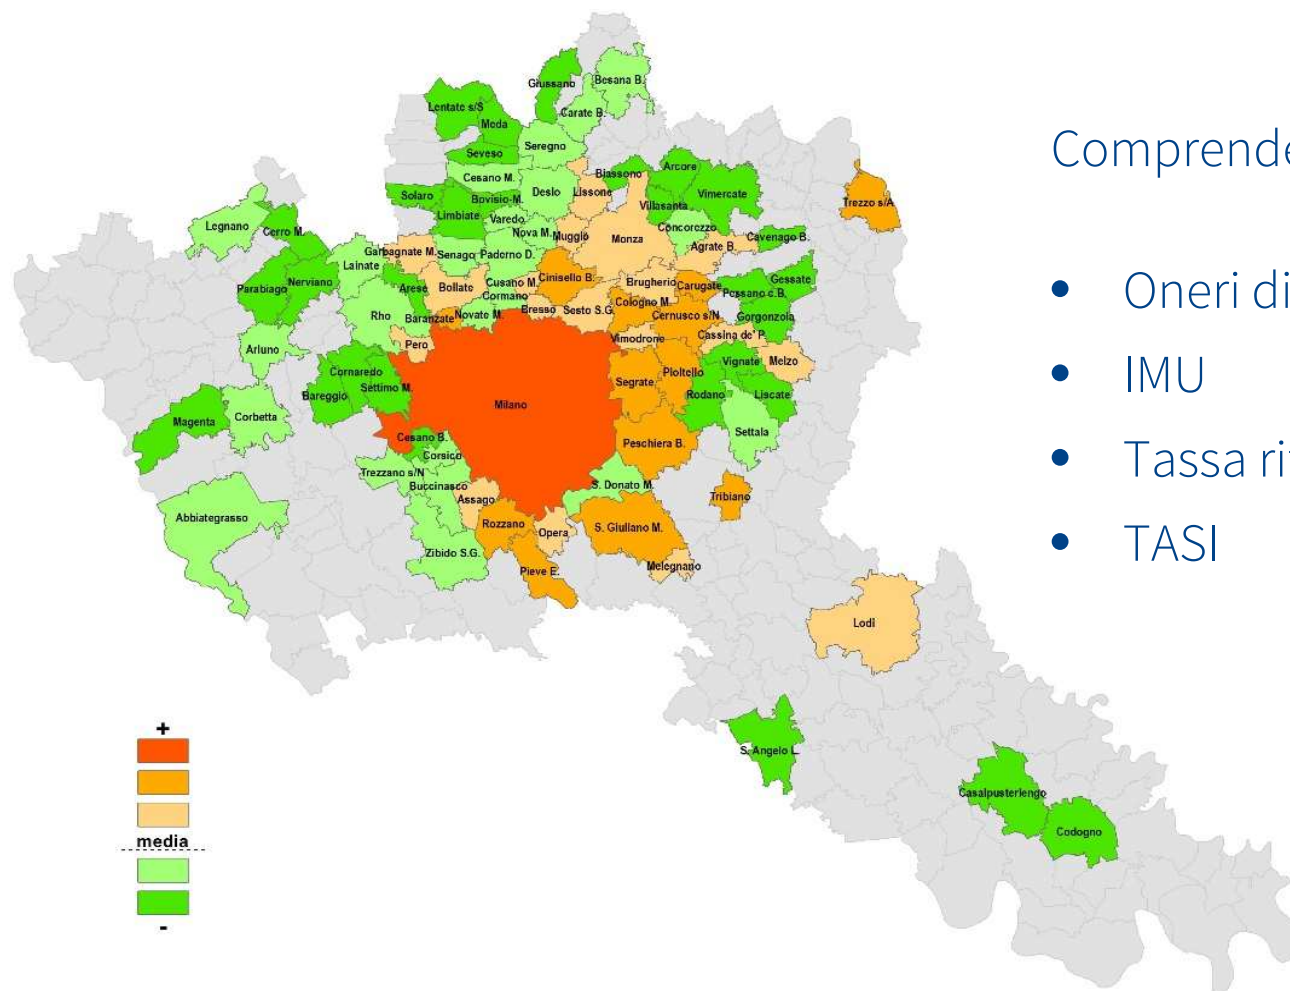 Giussano
Besana B.
Lentate s/S
Carate B.
Meda
Comprende
Seregno
Seveso
Biassono
Arcore
Cesano M.
Desio
Lissone
Vimercate
Solaro
Bovisio-M.
Trezzo s/A
Villasanta
Limbiate
Varedo
Legnano
Cerro M.
Nova M.
Muggiò
Monza
Concorezzo
Cavenago B.
Agrate B.
Garbagnate M.
Senago
Paderno D.
Lainate
Cinisello B.
Gessate
• Oneri di
Nerviano
Parabiago
Arese
Bollate
Cusano M.
Brugherio
Carugate
Pessano c.B.
Cormano
Cologno M.
Rho
Baranzate
Novate M.
Bresso
Sesto S.G.
Cernusco s/N
Gorgonzola
Cassina de' P.
Pero
Vimodrone
Arluno
Vignate
Melzo
Cornaredo
Pioltello
• IMU
Settimo M.
Segrate
Bareggio
Rodano
Liscate
Milano
Magenta
Corbetta
Settala
Cesano B.
Peschiera B.
• Tassa ri
Corsico
Trezzano s/N
Buccinasco
S. Donato M.
Assago
Tribiano
Abbiategrasso
Rozzano
S. Giuliano M.
Opera
• TASI
Zibido S.G.
Melegnano
Pieve E.
Lodi
+
S. Angelo L.
Casalpusterlengo
Codogno
media
-